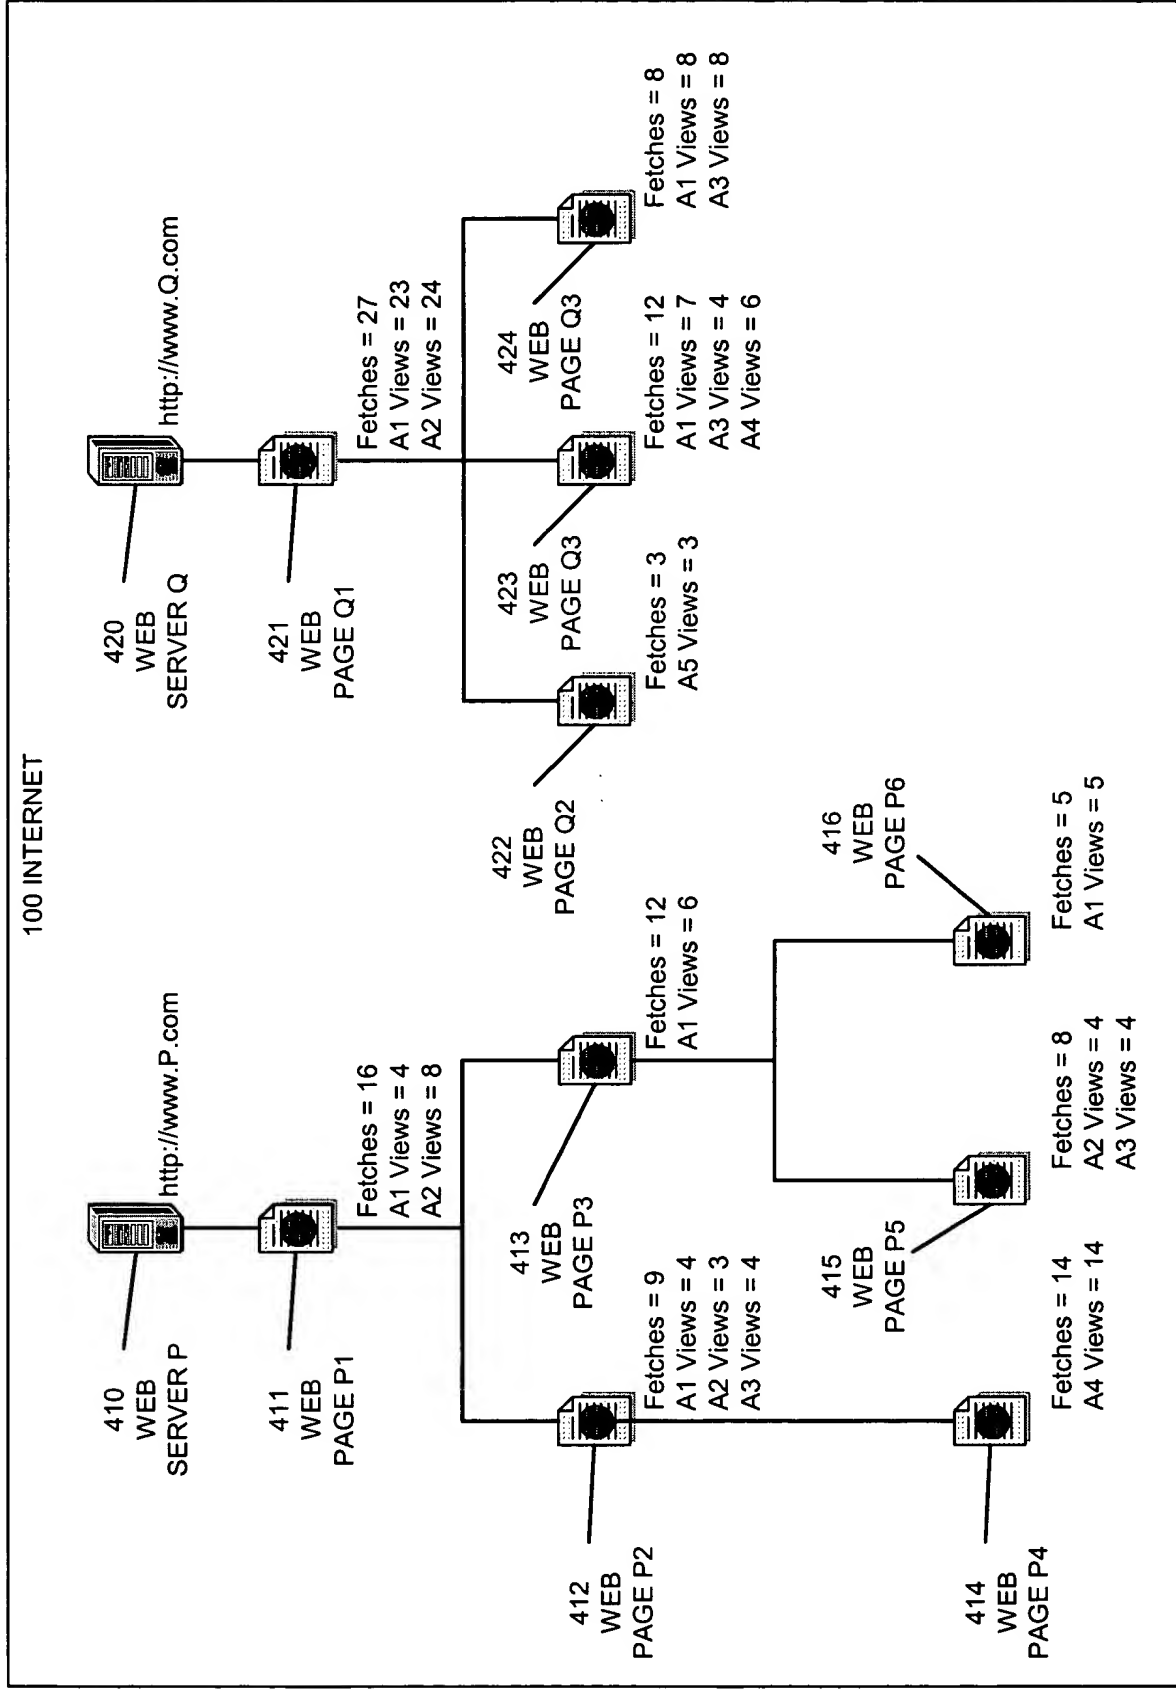 100 INTERNET
410
WEB
SERVER P
http://www.P.com
411
WEB
PAGE P1
Fetches = 16
A1 Views = 4
A2 Views = 8
412
WEB
PAGE P2
Fetches = 9
A1 Views = 4
A2 Views = 3
A3 Views = 4
413
WEB
PAGE P3
Fetches = 12
A1 Views = 6
414
WEB
PAGE P4
Fetches = 14
A4 Views = 14
415
WEB
PAGE P5
Fetches = 8
A2 Views = 4
A3 Views = 4
416
WEB
PAGE P6
Fetches = 5
A1 Views = 5
420
WEB
SERVER Q
http://www.Q.com
421
WEB
PAGE Q1
Fetches = 27
A1 Views = 23
A2 Views = 24
422
WEB
PAGE Q2
Fetches = 3
A5 Views = 3
423
WEB
PAGE Q3
Fetches = 12
A1 Views = 7
A3 Views = 4
A4 Views = 6
424
WEB
PAGE Q3
Fetches = 8
A1 Views = 8
A3 Views = 8